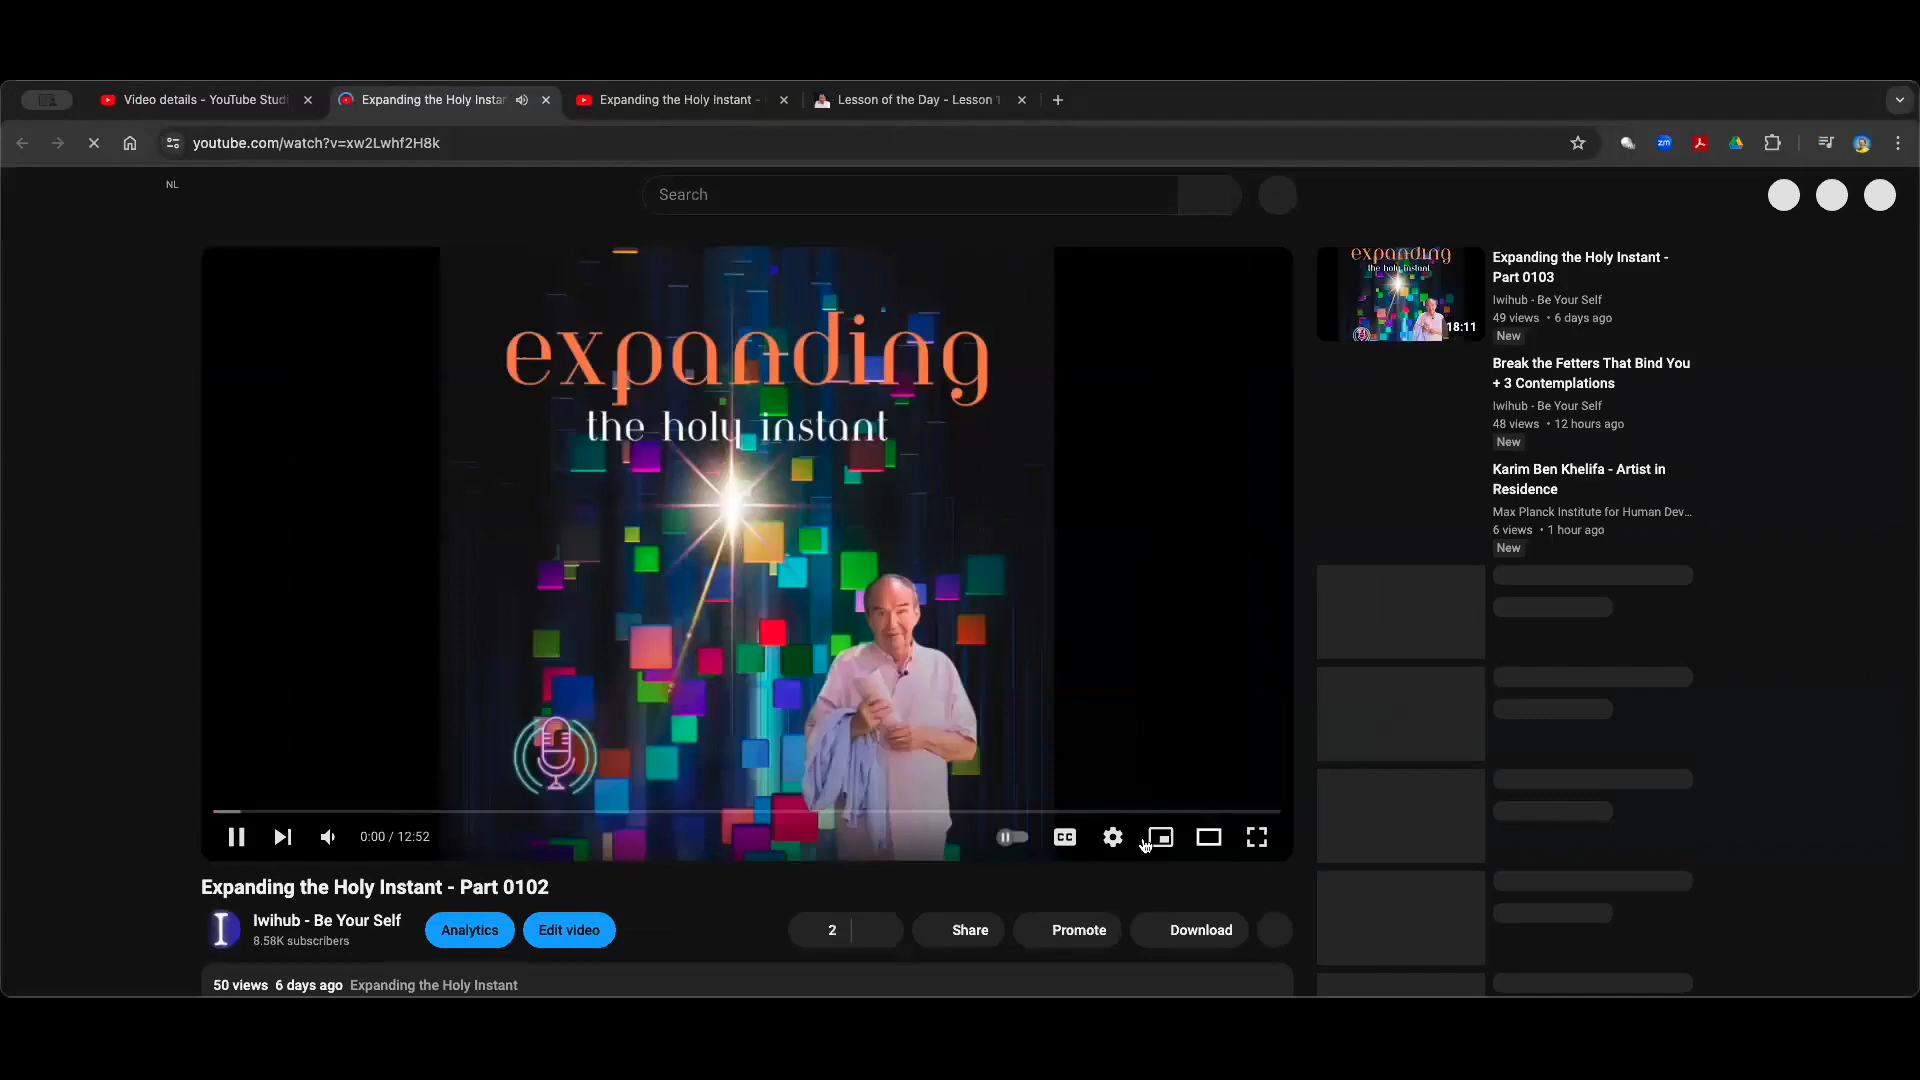 Video details - YouTube Studi
Expanding the Holy Instan
Expanding the Holy Instant -
Lesson of the Day - Lesson 1
youtube.com/watch?v=xw2Lwhf2H8k
zm
NL
Search
expanding
the holy instant
0:00 / 12:52
CC
Expanding the Holy Instant - Part 0102
I
Iwihub - Be Your Self
8.58K subscribers
Analytics
Edit video
2
Share
Promote
Download
50 views 6 days ago Expanding the Holy Instant
expanding
the holy instant
18:11
Expanding the Holy Instant -
Part 0103
Iwihub - Be Your Self
49 views • 6 days ago
New
Break the Fetters That Bind You
+ 3 Contemplations
Iwihub - Be Your Self
48 views • 12 hours ago
New
Karim Ben Khelifa - Artist in
Residence
Max Planck Institute for Human Dev...
6 views • 1 hour ago
New